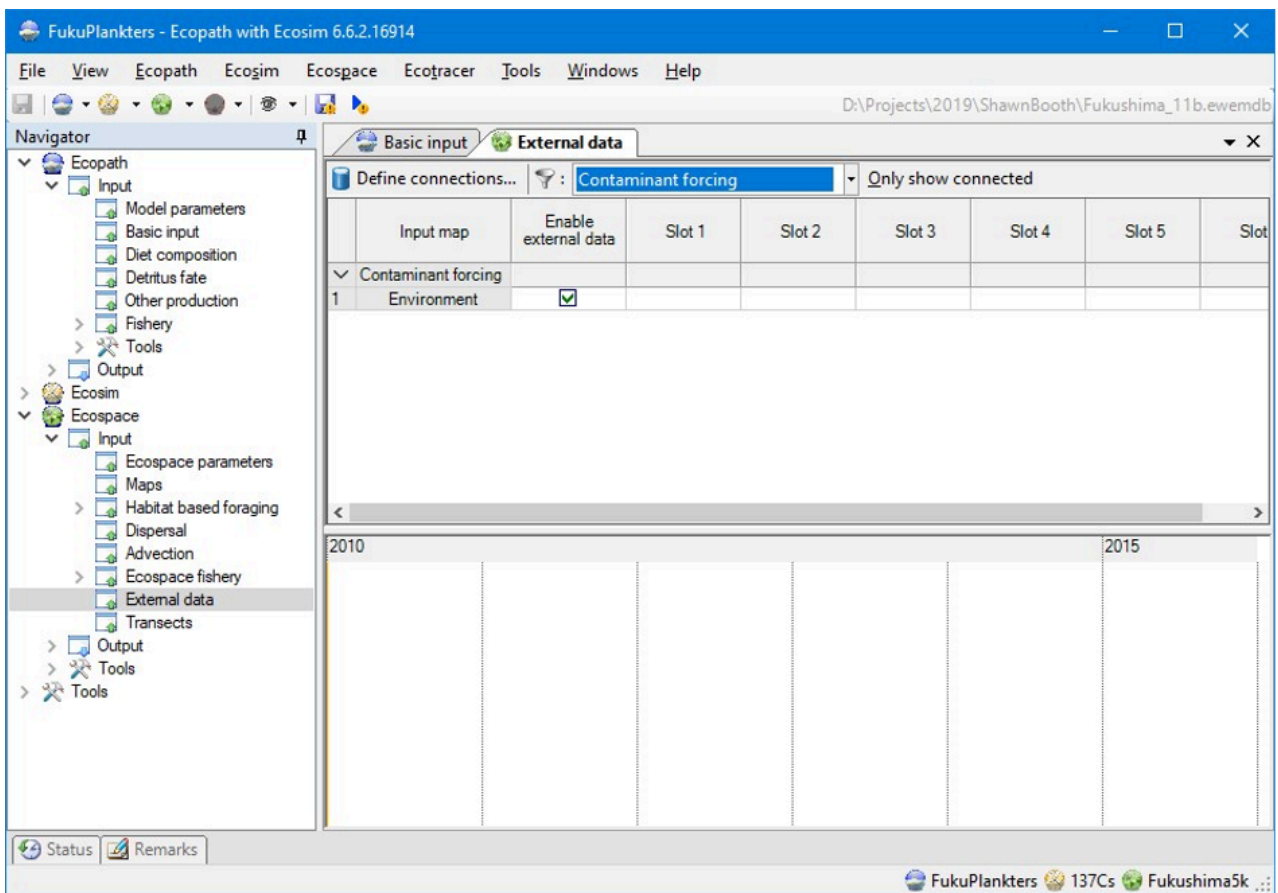 FukuPlankters - Ecopath with Ecosim 6.6.2.16914
File View Ecopath Ecosim Ecospace Ecotracer Tools Windows Help
D:\Projects\2019\ShawnBooth\Fukushima_11b.ewemdb
Navigator
Ecopath
Input
Model parameters
Basic input
Diet composition
Detritus fate
Other production
Fishery
Tools
Output
Ecosim
Ecospace
Input
Ecospace parameters
Maps
Habitat based foraging
Dispersal
Advection
Ecospace fishery
External data
Transects
Output
Tools
Tools
Basic input External data
Define connections... : Contaminant forcing Only show connected
Input map Enable external data Slot 1 Slot 2 Slot 3 Slot 4 Slot 5 Slot
Contaminant forcing
1 Environment
2010 2015
Status Remarks
FukuPlankters 137Cs Fukushima5k